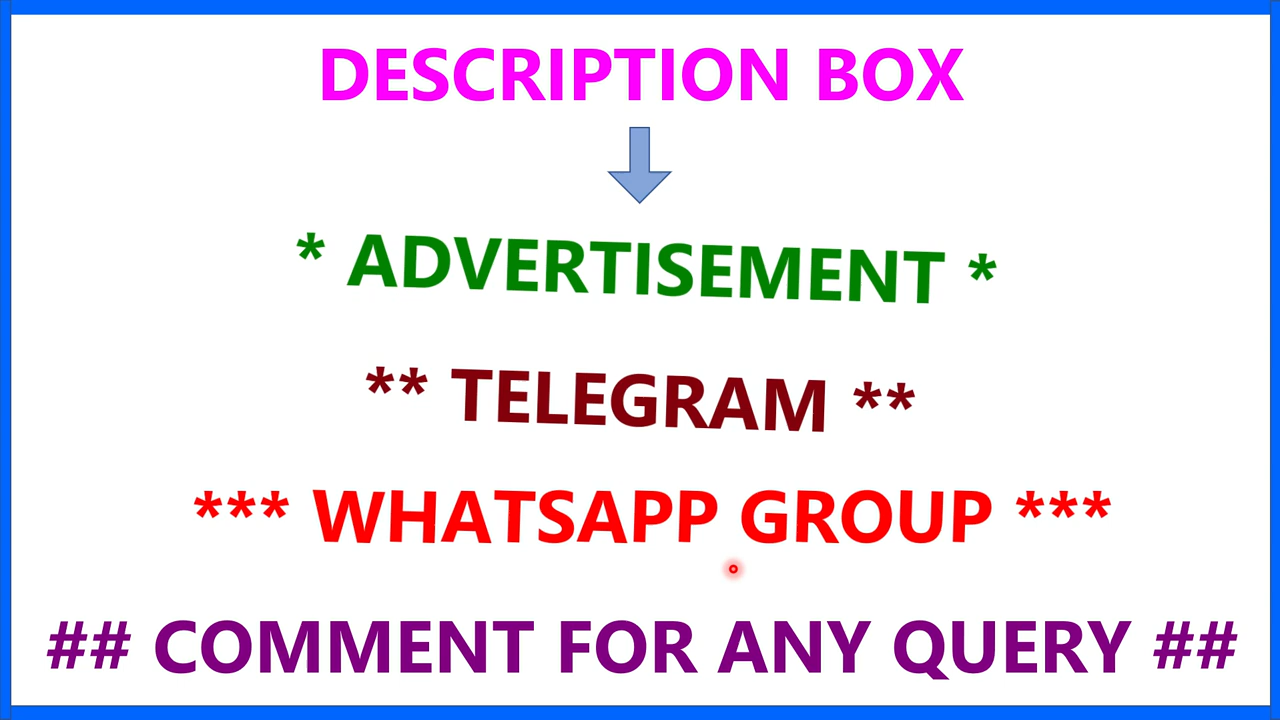 DESCRIPTION BOX
* ADVERTISEMENT *
** TELEGRAM **
*** WHATSAPP GROUP ***
## COMMENT FOR ANY QUERY ##